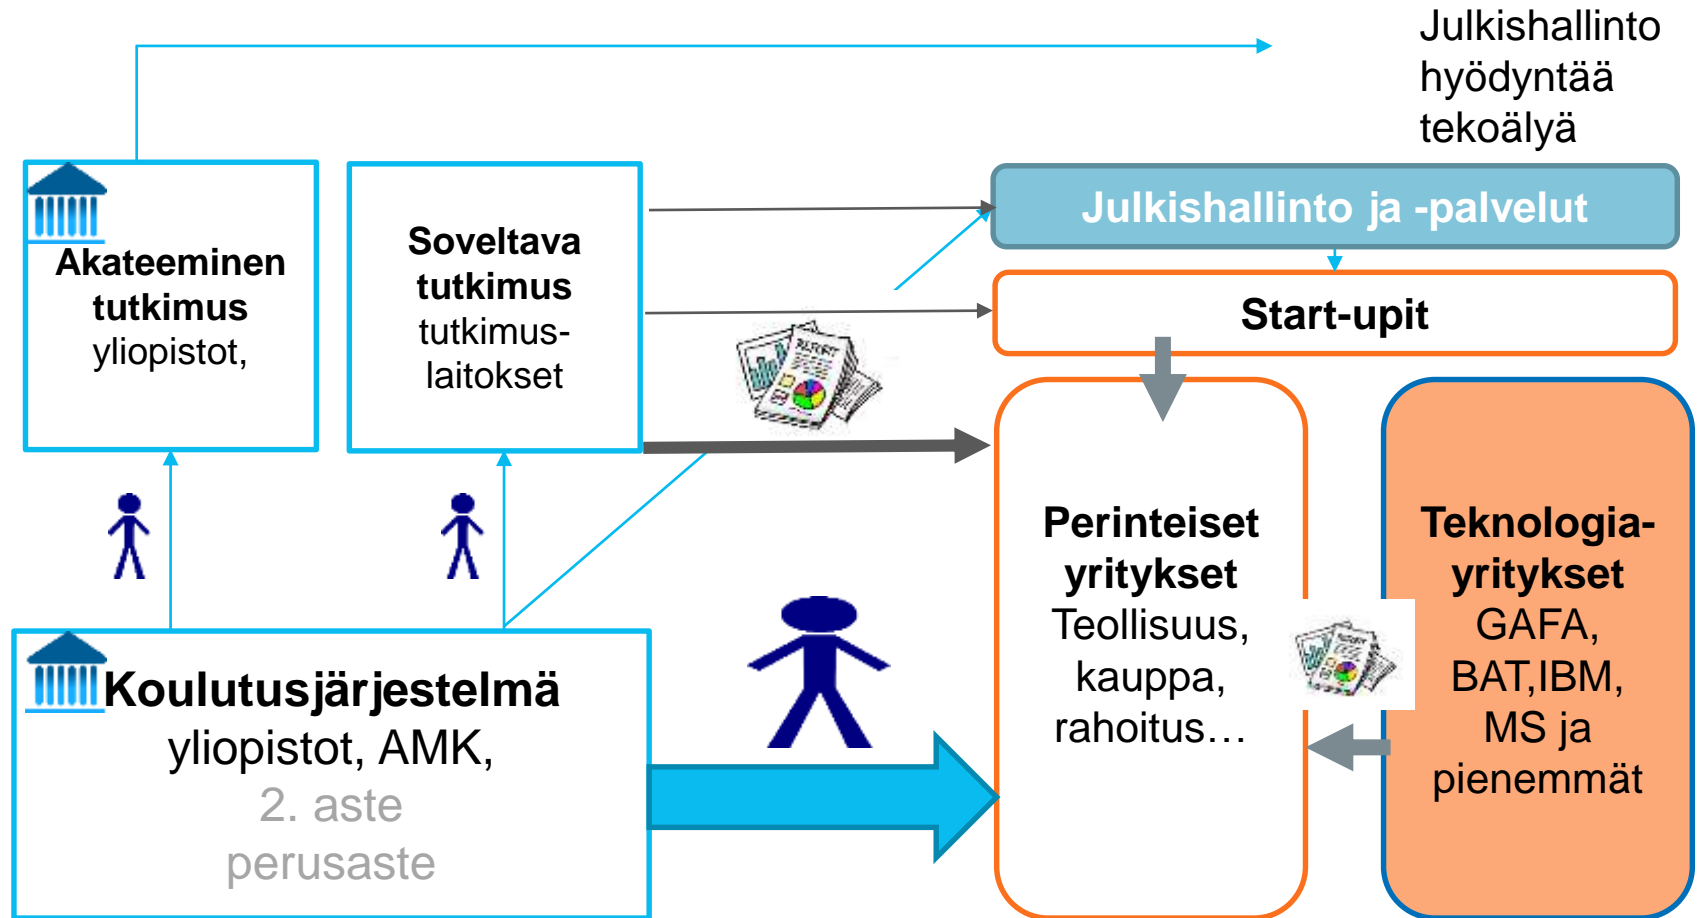 Julkishallinto
hyödyntää
tekoälyä
Akateeminen
tutkimus
yliopistot,
Soveltava
tutkimus
tutkimus-
laitokset
Julkishallinto ja -palvelut
Start-upit
REPORT
Perinteiset
yritykset
Teollisuus,
kauppa,
rahoitus…
Teknologia-
yritykset
GAFA,
BAT,IBM,
MS ja
pienemmät
Koulutusjärjestelmä
yliopistot, AMK,
2. aste
perusaste